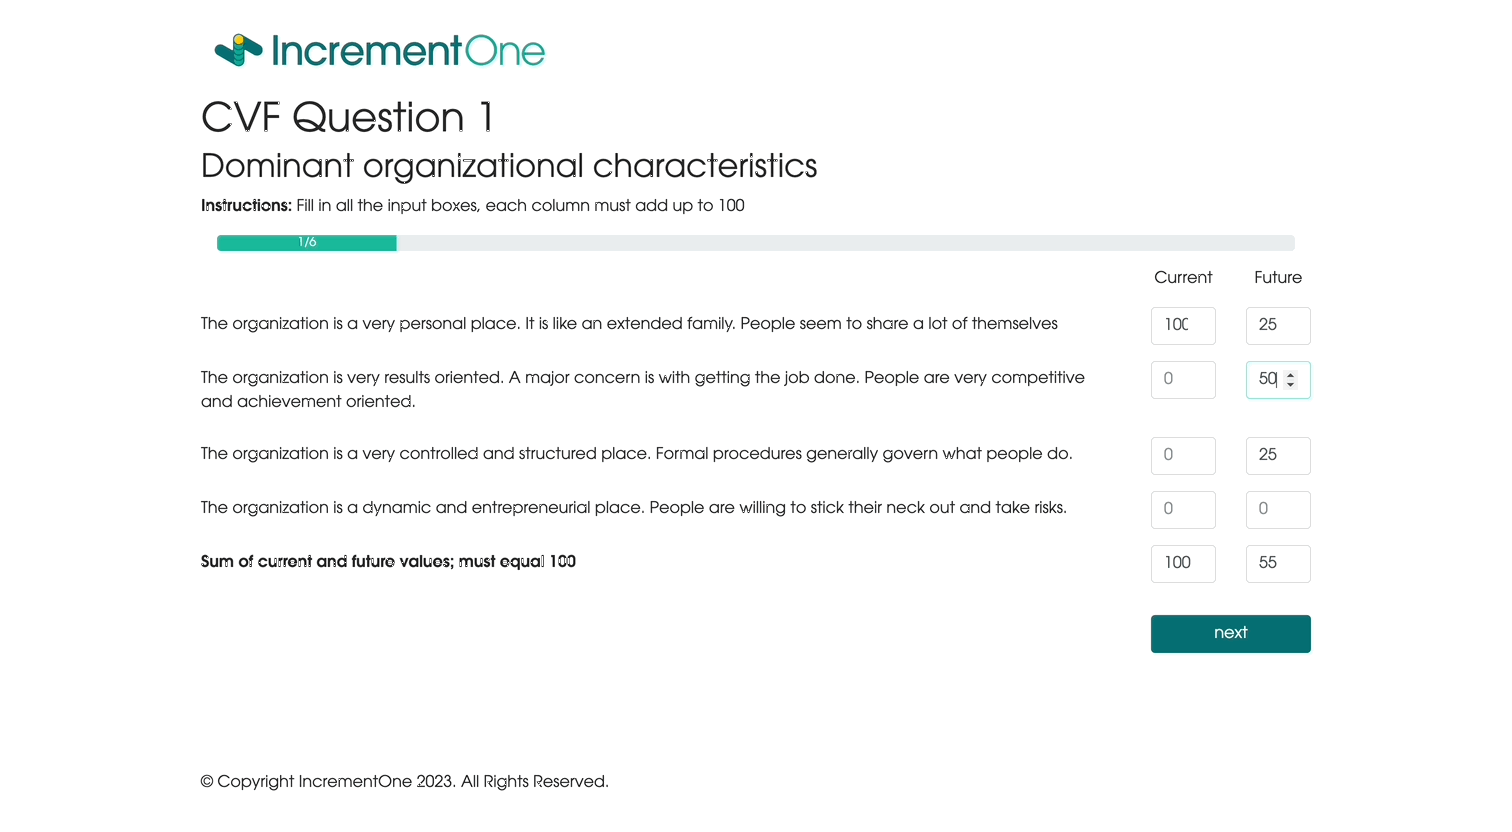 IncrementOne
CVF Question 1
Dominant organizational characteristics
Instructions: Fill in all the input boxes, each column must add up to 100
1/6
Current Future
The organization is a very personal place. It is like an extended family. People seem to share a lot of themselves 100 25
The organization is very results oriented. A major concern is with getting the job done. People are very competitive 0 50
and achievement oriented.
The organization is a very controlled and structured place. Formal procedures generally govern what people do. 0 25
The organization is a dynamic and entrepreneurial place. People are willing to stick their neck out and take risks. 0 0
Sum of current and future values; must equal 100 100 55
next
© Copyright IncrementOne 2023. All Rights Reserved.